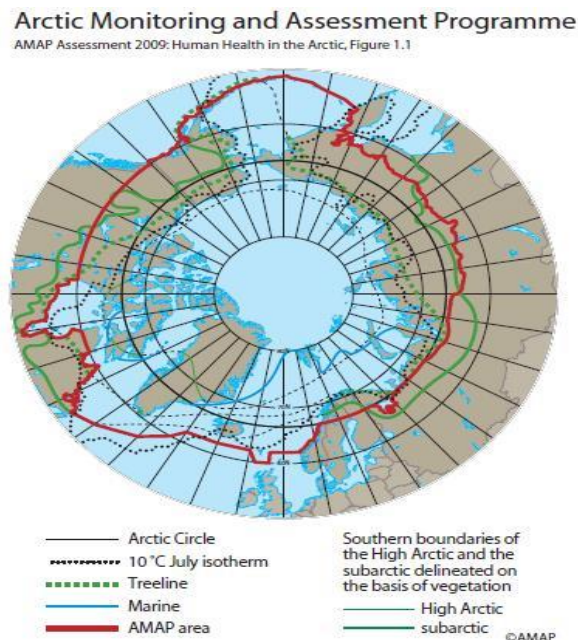 Arctic Monitoring and Assessment Programme
AMAP Assessment 2009: Human Health in the Arctic, Figure 1.1
70N
60N
Arctic Circle
10 °C July isotherm
Treeline
Marine
AMAP area
Southern boundaries of
the High Arctic and the
subarctic delineated on
the basis of vegetation
High Arctic
subarctic
©AMAP